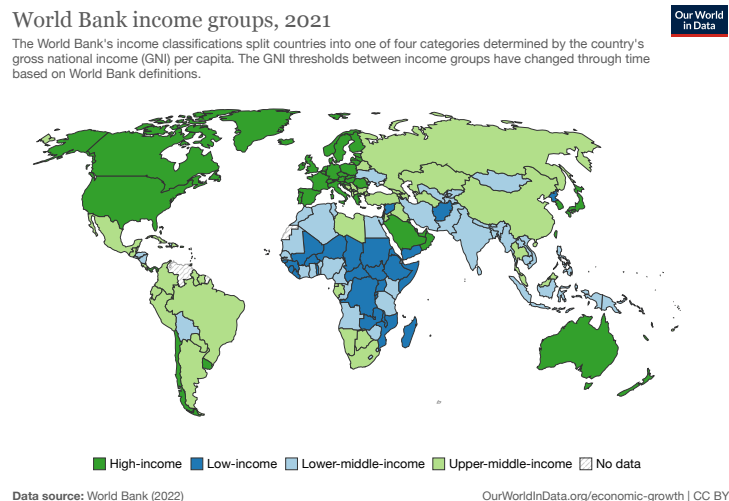 World Bank income groups, 2021
Our World
in Data
The World Bank's income classifications split countries into one of four categories determined by the country's
gross national income (GNI) per capita. The GNI thresholds between income groups have changed through time
based on World Bank definitions.
High-income
Low-income
Lower-middle-income
Upper-middle-income
No data
Data source: World Bank (2022)
OurWorldInData.org/economic-growth | CC BY